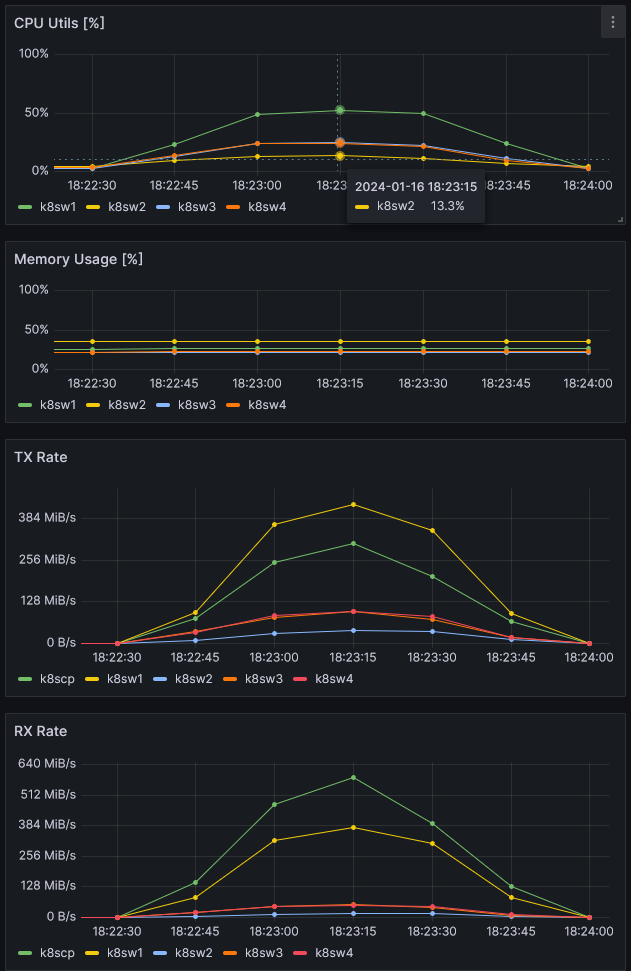 CPU Utils [%]
100%
50%
0%
18:22:30 18:22:45 18:23:00 18:23 :23:45 18:24:00
2024-01-16 18:23:15
k8sw2 13.3%
k8sw1 k8sw2 k8sw3 k8sw4
Memory Usage [%]
100%
50%
0%
18:22:30 18:22:45 18:23:00 18:23:15 18:23:30 18:23:45 18:24:00
k8sw1 k8sw2 k8sw3 k8sw4
TX Rate
384 MiB/s
256 MiB/s
128 MiB/s
0 B/s
18:22:30 18:22:45 18:23:00 18:23:15 18:23:30 18:23:45 18:24:00
k8scp k8sw1 k8sw2 k8sw3 k8sw4
RX Rate
640 MiB/s
512 MiB/s
384 MiB/s
256 MiB/s
128 MiB/s
0 B/s
18:22:30 18:22:45 18:23:00 18:23:15 18:23:30 18:23:45 18:24:00
k8scp k8sw1 k8sw2 k8sw3 k8sw4